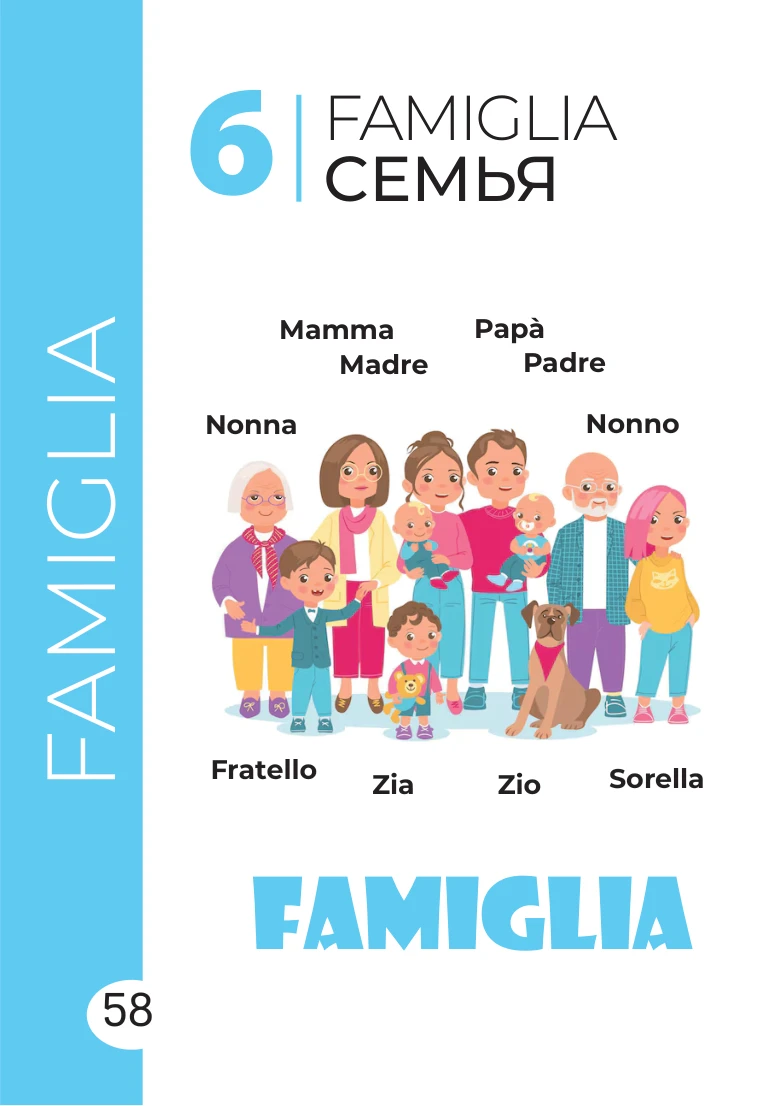 6
FAMIGLIA
СЕМЬЯ
FAMIGLIA
Mamma
Madre
Papà
Padre
Nonna
Nonno
Fratello
Zia
Zio
Sorella
FAMIGLIA
58